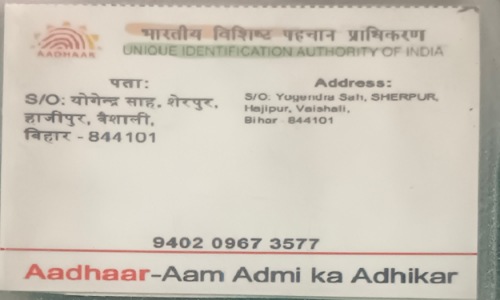 भारतीय विशिष्ट पहचान प्राधिकरण
AADHAAR
UNIQUE IDENTIFICATION AUTHORITY OF INDIA
पता:
S/O: योगेन्द्र साह, शेरपुर,
हाजीपुर, वैशाली,
बिहार - 844101
Address:
S/O: Yogendra Sah, SHERPUR,
Hajipur, Vaishali,
Bihar - 844101
9402 0967 3577
Aadhaar-Aam Admi ka Adhikar